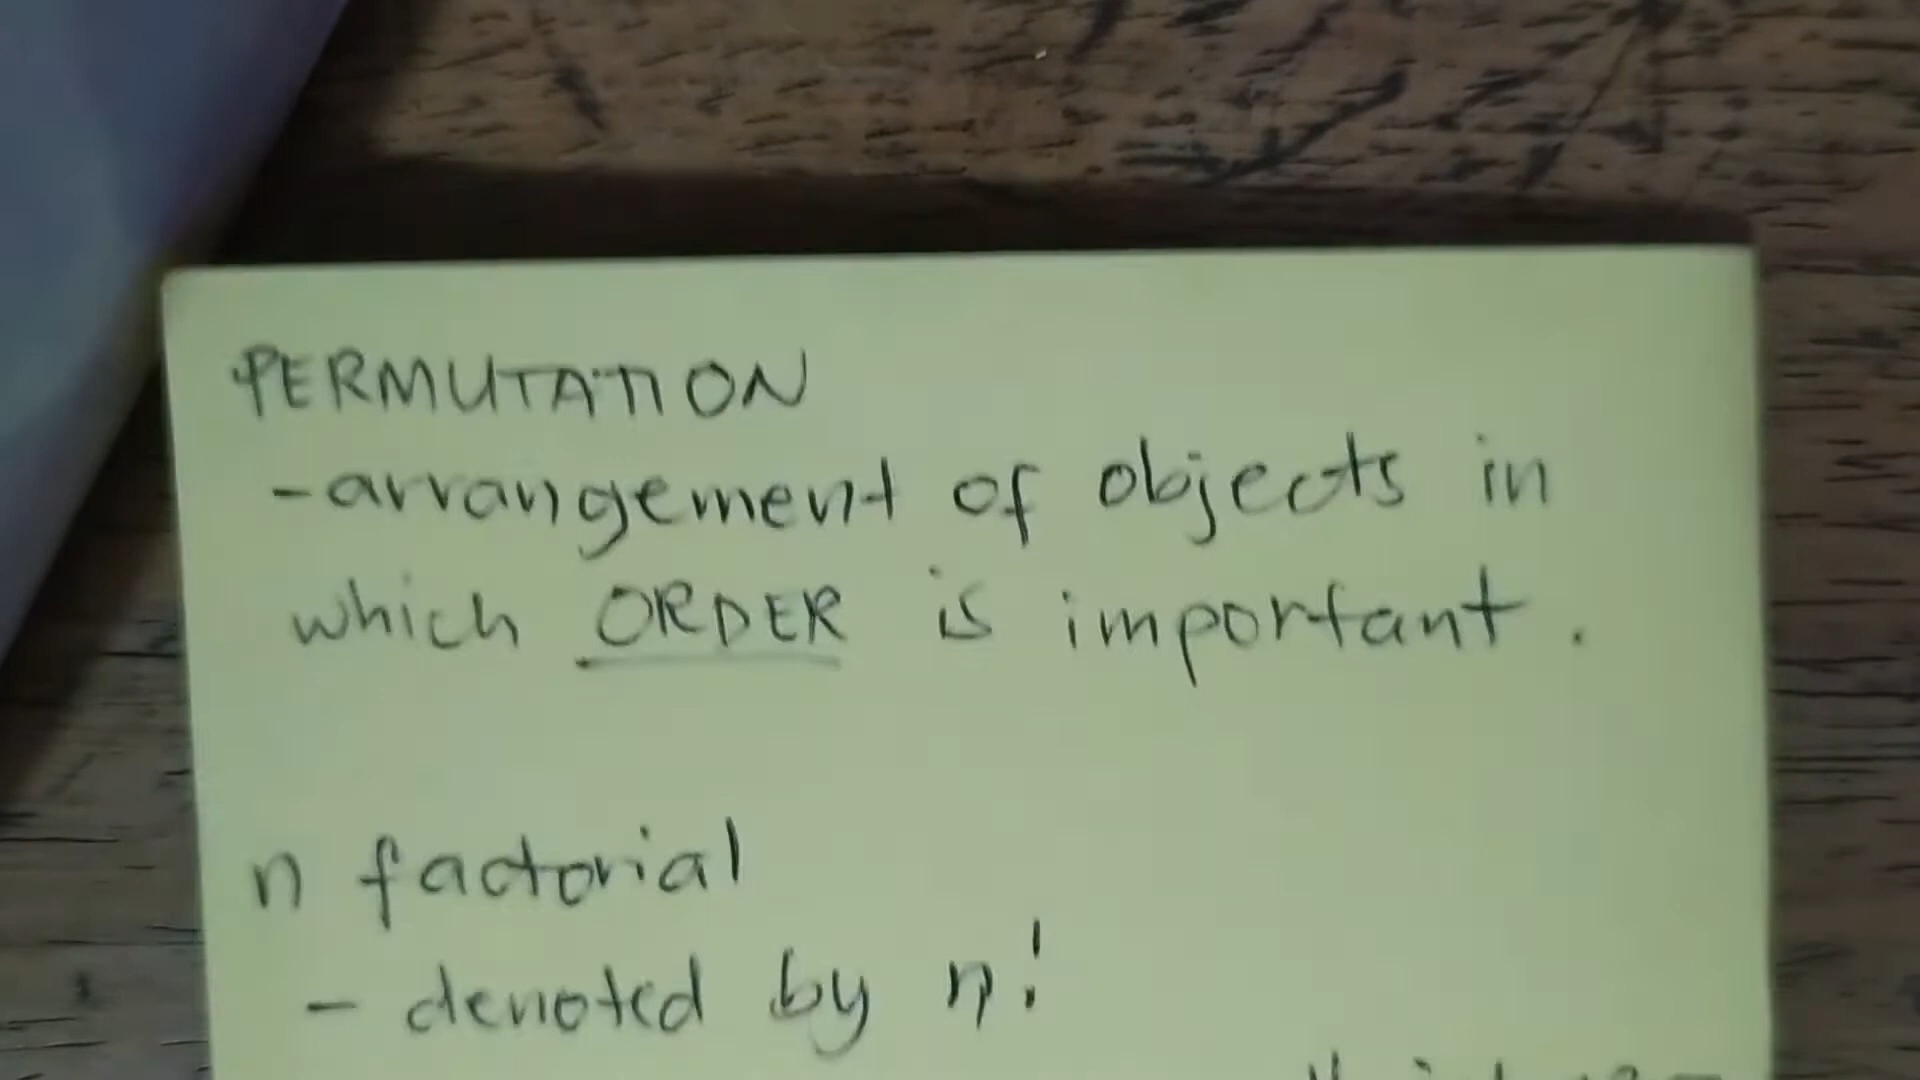 PERMUTATION
- arrangement of objects in
which ORDER is important.
n factorial
- denoted by n!